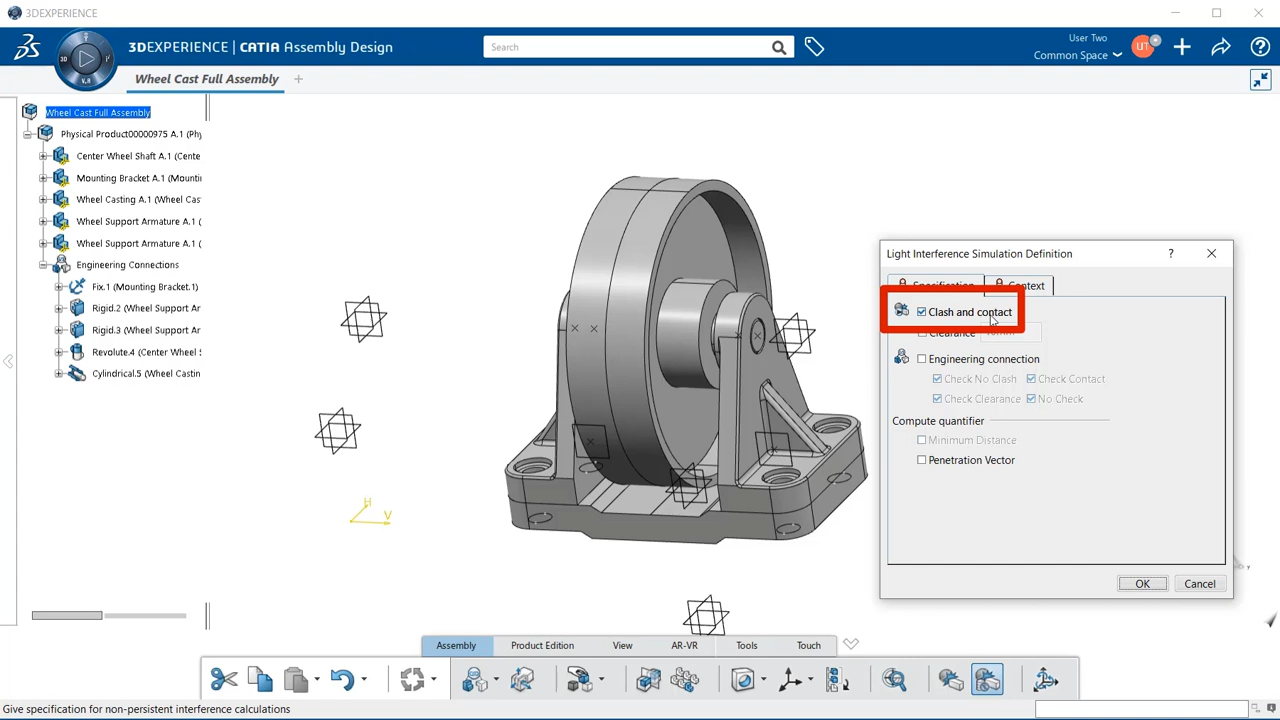 3DEXPERIENCE
3DEXPERIENCE | CATIA Assembly Design
Search
User Two
Common Space
UT
3D
V.R
Wheel Cast Full Assembly
Wheel Cast Full Assembly
Physical Product00000975 A.1 (Phy
Center Wheel Shaft A.1 (Cente
Mounting Bracket A.1 (Mounti
Wheel Casting A.1 (Wheel Cas
Wheel Support Armature A.1 (
Wheel Support Armature A.1 (
Engineering Connections
Fix.1 (Mounting Bracket.1)
Rigid.2 (Wheel Support Ar
Rigid.3 (Wheel Support Ar
Revolute.4 (Center Wheel S
Cylindrical.5 (Wheel Castin
H
V
Light Interference Simulation Definition
?
Specification
Context
Clash and contact
Clearance
Engineering connection
Check No Clash
Check Contact
Check Clearance
No Check
Compute quantifier
Minimum Distance
Penetration Vector
OK
Cancel
Assembly
Product Edition
View
AR-VR
Tools
Touch
Give specification for non-persistent interference calculations